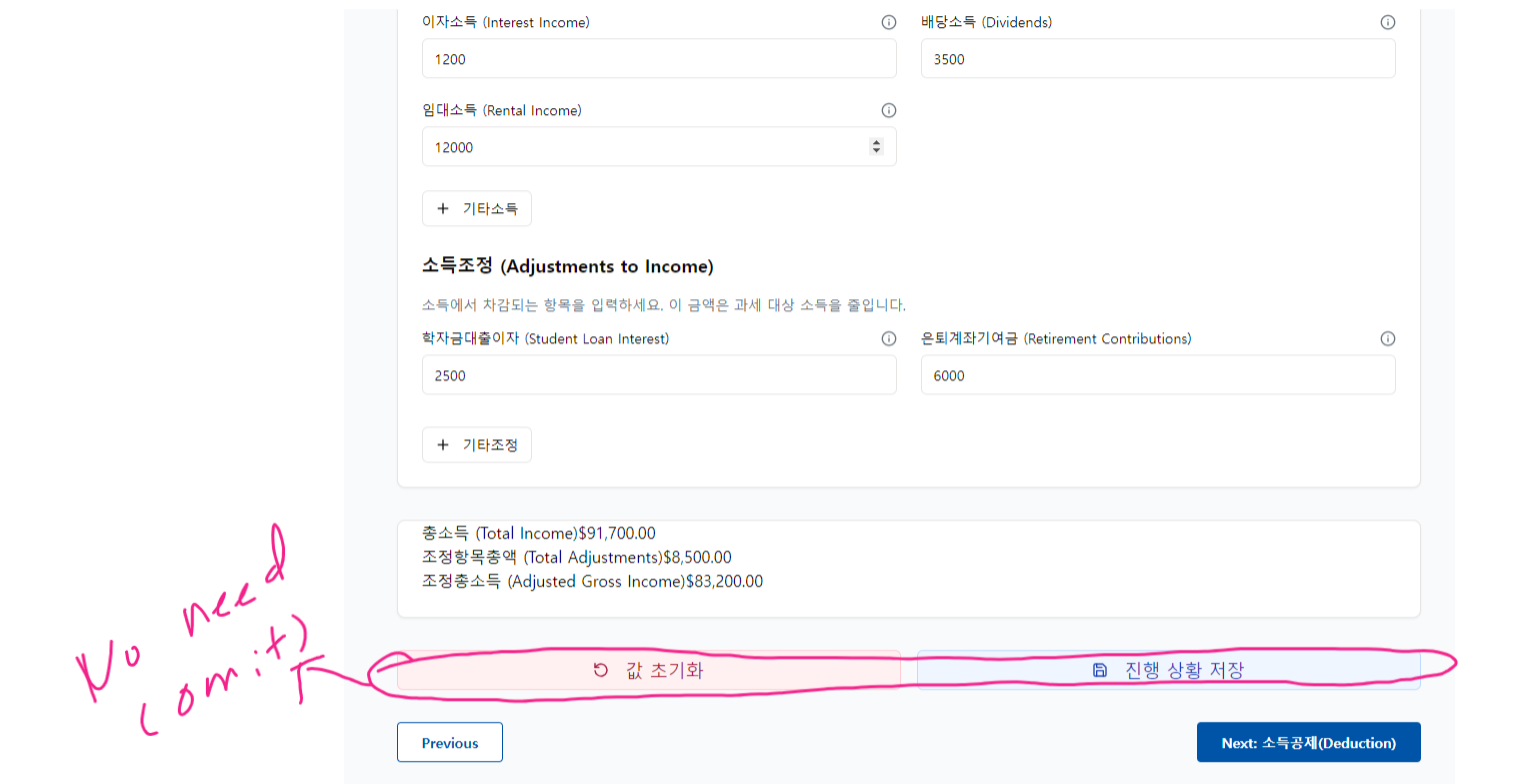 이자소득 (Interest Income)
배당소득 (Dividends)
1200
3500
임대소득 (Rental Income)
12000
+ 기타소득
소득조정 (Adjustments to Income)
소득에서 차감되는 항목을 입력하세요. 이 금액은 과세 대상 소득을 줄입니다.
학자금대출이자 (Student Loan Interest)
은퇴계좌기여금 (Retirement Contributions)
2500
6000
+ 기타조정
총소득 (Total Income)$91,700.00
조정항목총액 (Total Adjustments)$8,500.00
조정총소득 (Adjusted Gross Income)$83,200.00
No need
(omit)
값 초기화
진행 상황 저장
Previous
Next: 소득공제(Deduction)